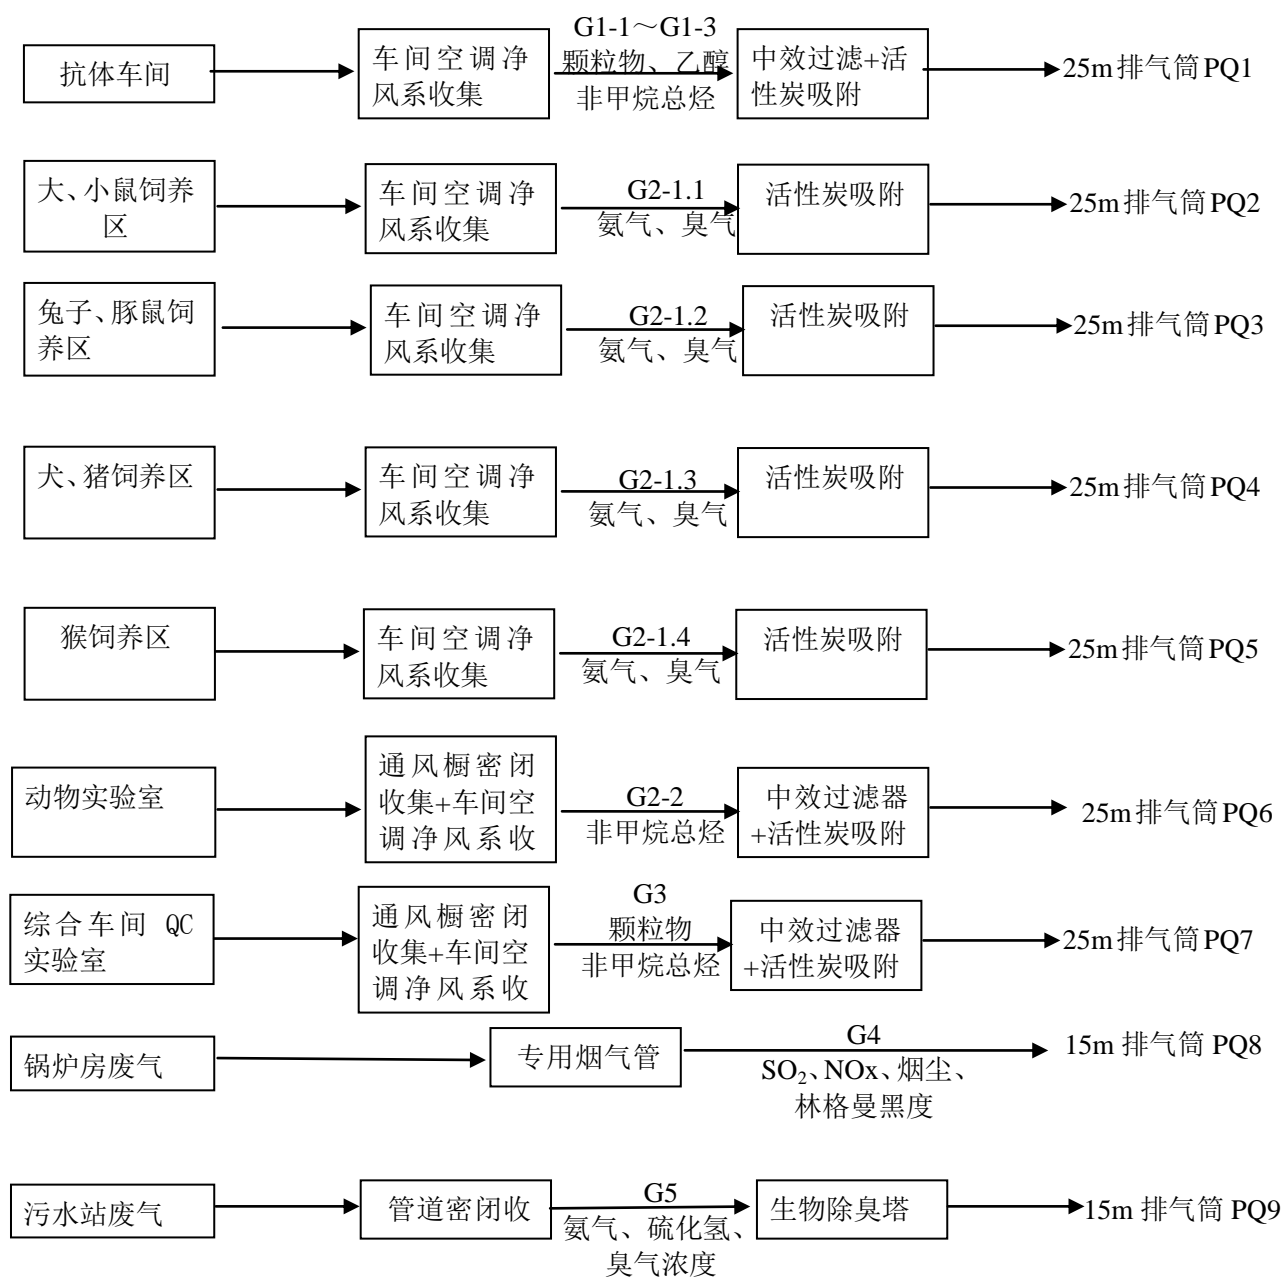 抗体车间
车间空调净
风系收集
G1-1～G1-3
颗粒物、乙醇
非甲烷总烃
中效过滤+活
性炭吸附
25m排气筒PQ1
大、小鼠饲养
区
车间空调净
风系收集
G2-1.1
氨气、臭气
活性炭吸附
25m排气筒PQ2
兔子、豚鼠饲
养区
车间空调净
风系收集
G2-1.2
氨气、臭气
活性炭吸附
25m排气筒PQ3
犬、猪饲养区
车间空调净
风系收集
G2-1.3
氨气、臭气
活性炭吸附
25m排气筒PQ4
猴饲养区
车间空调净
风系收集
G2-1.4
氨气、臭气
活性炭吸附
25m排气筒PQ5
动物实验室
通风橱密闭
收集+车间空
调净风系收
G2-2
非甲烷总烃
中效过滤器
+活性炭吸附
25m排气筒PQ6
综合车间 QC
实验室
通风橱密闭
收集+车间空
调净风系收
G3
颗粒物
非甲烷总烃
中效过滤器
+活性炭吸附
25m排气筒PQ7
锅炉房废气
专用烟气管
G4
SO₂、NOx、烟尘、
林格曼黑度
15m 排气筒 PQ8
污水站废气
管道密闭收
G5
氨气、硫化氢、
臭气浓度
生物除臭塔
15m 排气筒 PQ9